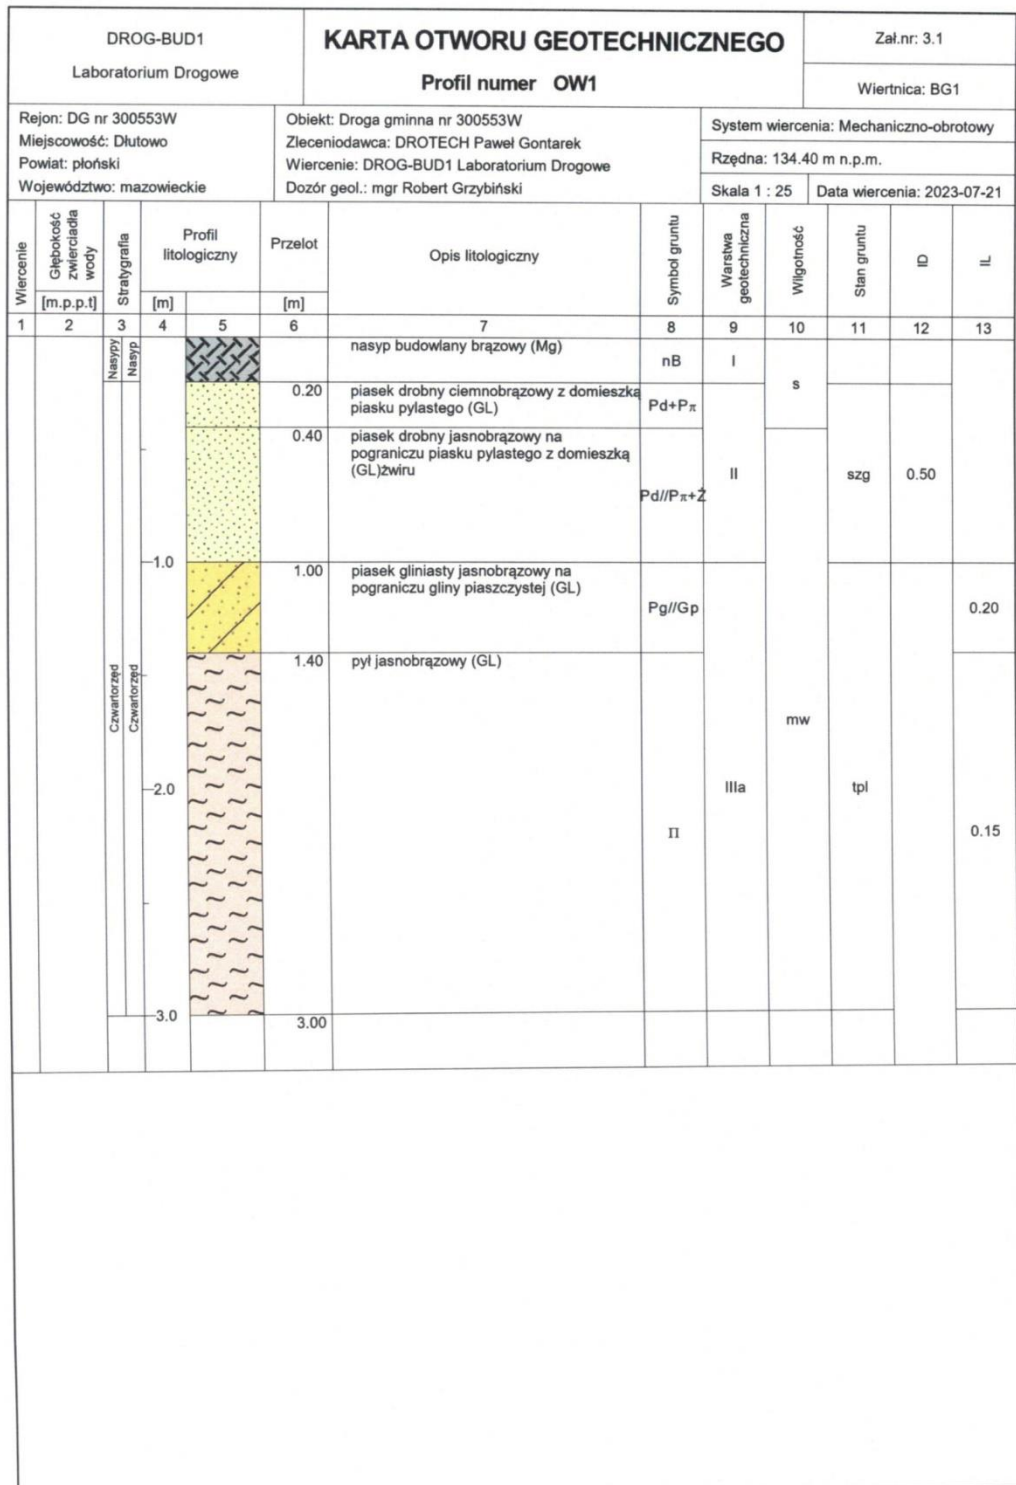 DROG-BUD1
Laboratorium Drogowe
KARTA OTWORU GEOTECHNICZNEGO
Profil numer OW1
Zał.nr: 3.1
Wiertnica: BG1
Rejon: DG nr 300553W
Miejscowość: Dłutowo
Powiat: płoński
Województwo: mazowieckie
Obiekt: Droga gminna nr 300553W
Zleceniodawca: DROTECH Paweł Gontarek
Wiercenie: DROG-BUD1 Laboratorium Drogowe
Dozór geol.: mgr Robert Grzybiński
System wiercenia: Mechaniczno-obrotowy
Rzędna: 134.40 m n.p.m.
Skala 1 : 25 Data wiercenia: 2023-07-21
Wiercenie
Głębokość zwierciadła wody
[m.p.p.t]
Stratygrafia
Profil litologiczny
[m]
Przelot
[m]
Opis litologiczny
Symbol gruntu
Warstwa geotechniczna
Wilgotność
Stan gruntu
ID
IL
1 2 3 4 5 6 7 8 9 10 11 12 13
Nasypy
Nasyp
nasyp budowlany brązowy (Mg)
nB
I
s
0.20
piasek drobny ciemnobrązowy z domieszką
piasku pylastego (GL)
Pd+Pπ
0.40
piasek drobny jasnobrązowy na
pograniczu piasku pylastego z domieszką
(GL)żwiru
Pd//Pπ+Ż
II
szg
0.50
1.0
1.00
piasek gliniasty jasnobrązowy na
pograniczu gliny piaszczystej (GL)
Pg//Gp
0.20
1.40
pył jasnobrązowy (GL)
Czwartorzęd
Czwartorzęd
mw
2.0
IIIa
tpl
Π
0.15
3.0
3.00